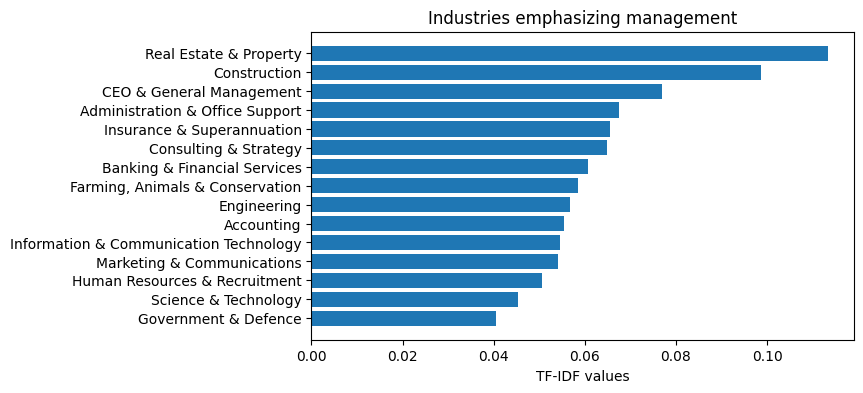 Industries emphasizing management
Real Estate & Property
Construction
CEO & General Management
Administration & Office Support
Insurance & Superannuation
Consulting & Strategy
Banking & Financial Services
Farming, Animals & Conservation
Engineering
Accounting
Information & Communication Technology
Marketing & Communications
Human Resources & Recruitment
Science & Technology
Government & Defence
0.00 0.02 0.04 0.06 0.08 0.10
TF-IDF values